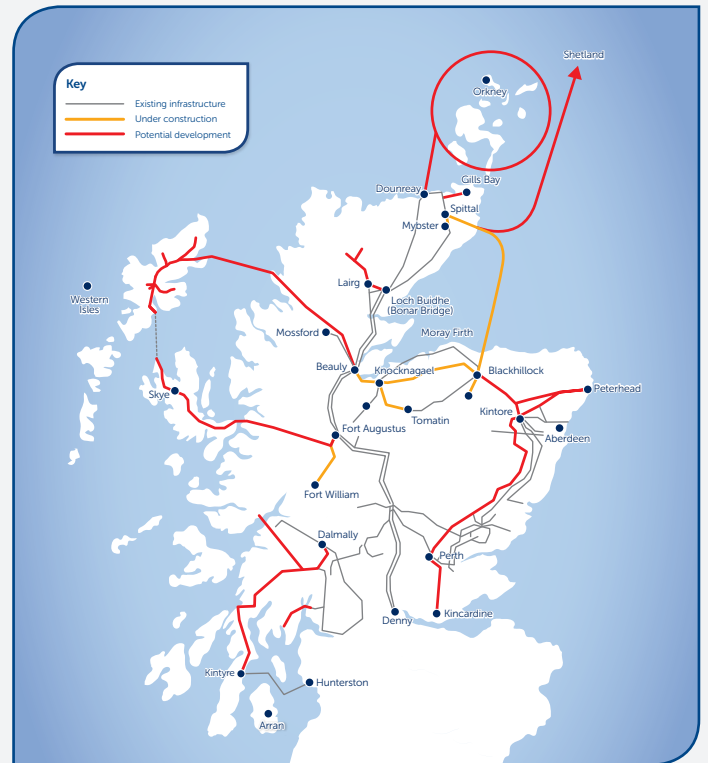 Shetland
Key
Existing infrastructure
Under construction
Potential development
Orkney
Gills Bay
Dounreay
Spittal
Mybster
Lairg
Western
Isles
Loch Buidhe
(Bonar Bridge)
Mossford
Moray Firth
Beauly
Knocknagael
Blackhillock
Skye
Peterhead
Kintore
Tomatin
Fort Augustus
Aberdeen
Fort William
Dalmally
Perth
Kincardine
Denny
Kintyre
Hunterston
Arran